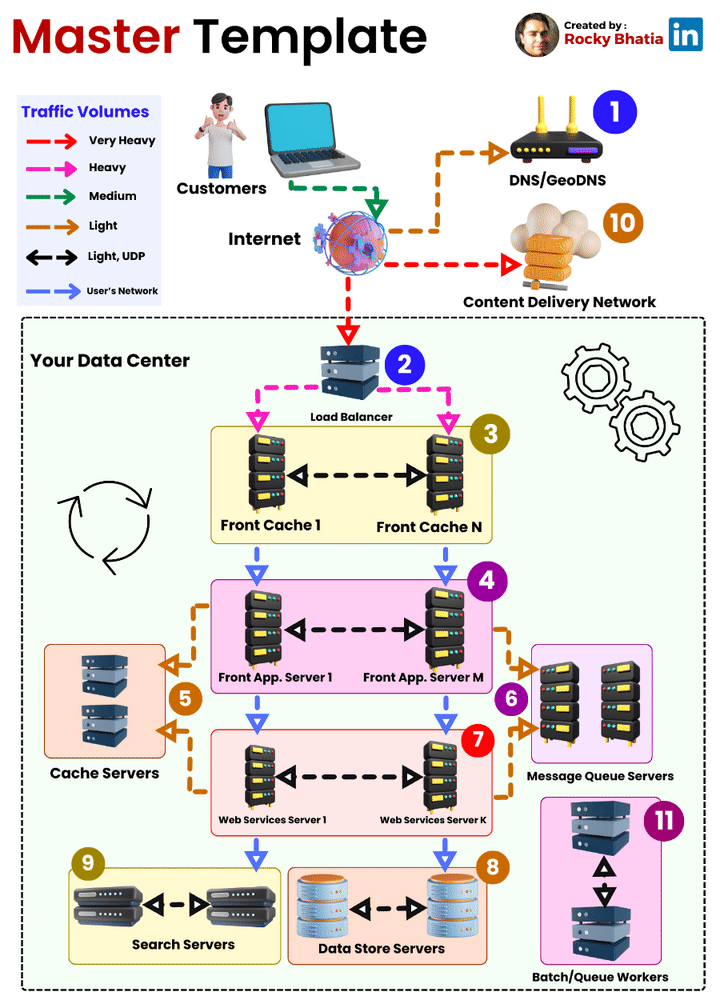 Master Template
Created by :
Rocky Bhatia
in
Traffic Volumes
Very Heavy
Heavy
Medium
Light
Light, UDP
User's Network
Customers
1
DNS/GeoDNS
Internet
10
Content Delivery Network
Your Data Center
2
Load Balancer
3
Front Cache 1
Front Cache N
4
Front App. Server 1
Front App. Server M
5
Cache Servers
6
Message Queue Servers
7
Web Services Server 1
Web Services Server K
9
Search Servers
8
Data Store Servers
11
Batch/Queue Workers